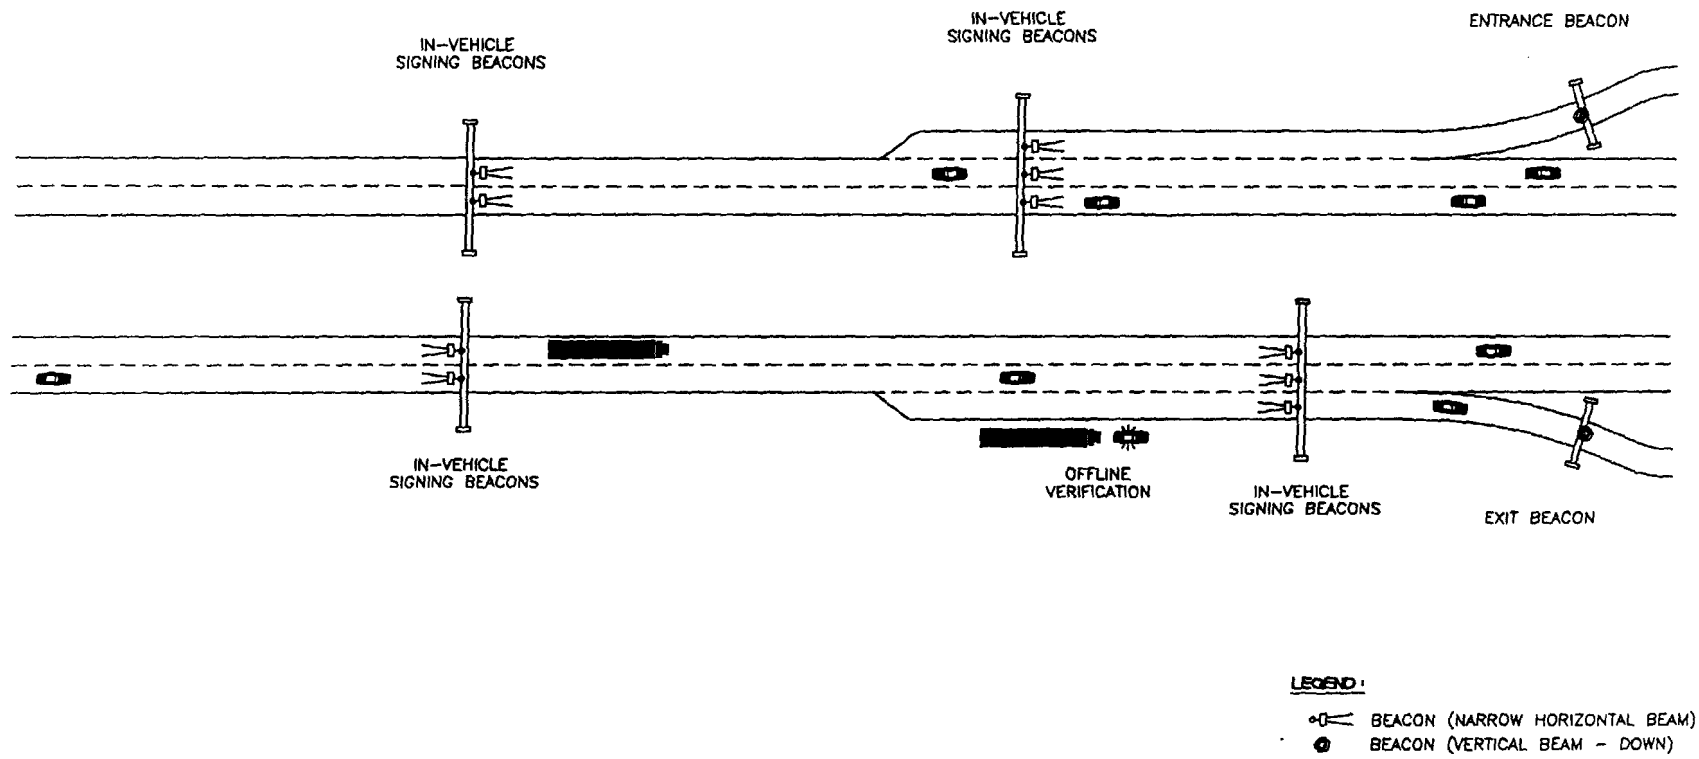 IN-VEHICLE
SIGNING BEACONS
IN-VEHICLE
SIGNING BEACONS
ENTRANCE BEACON
IN-VEHICLE
SIGNING BEACONS
OFFLINE
VERIFICATION
IN-VEHICLE
SIGNING BEACONS
EXIT BEACON
LEGEND:
BEACON (NARROW HORIZONTAL BEAM)
BEACON (VERTICAL BEAM - DOWN)